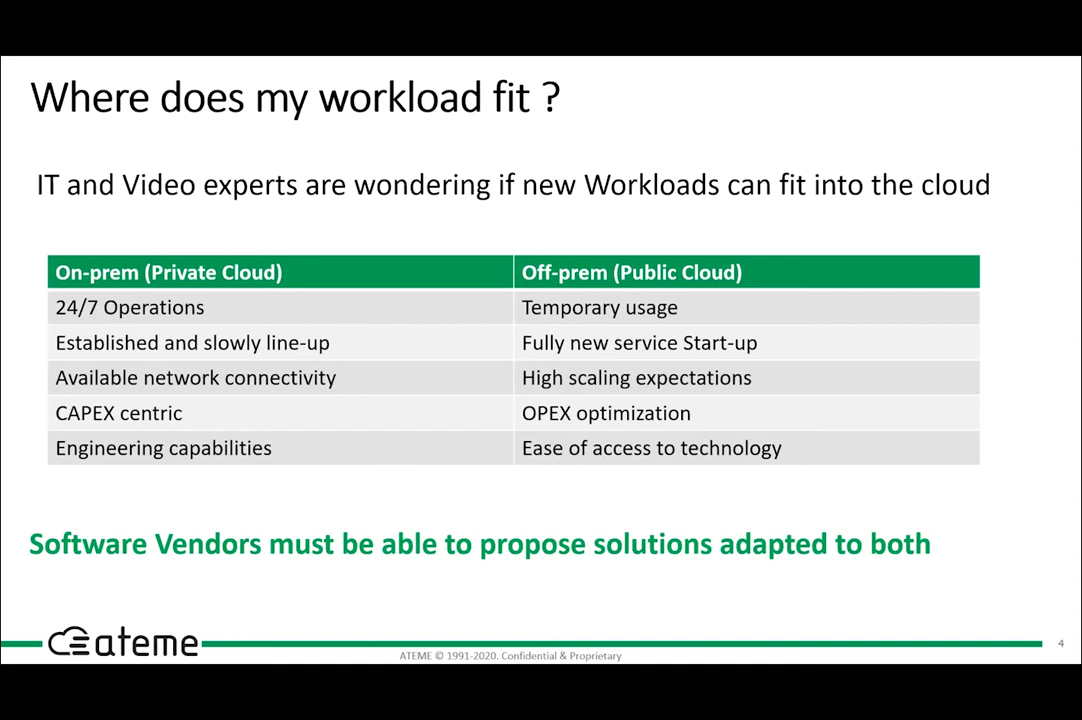 Where does my workload fit ?
IT and Video experts are wondering if new Workloads can fit into the cloud
On-prem (Private Cloud) Off-prem (Public Cloud)
24/7 Operations Temporary usage
Established and slowly line-up Fully new service Start-up
Available network connectivity High scaling expectations
CAPEX centric OPEX optimization
Engineering capabilities Ease of access to technology
Software Vendors must be able to propose solutions adapted to both
ateme
ATEME © 1991-2020. Confidential & Proprietary
4